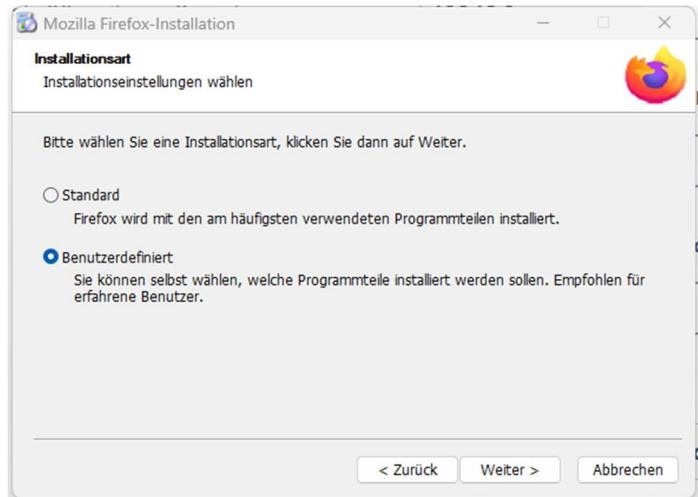 Mozilla Firefox-Installation
Installationsart
Installationseinstellungen wählen
Bitte wählen Sie eine Installationsart, klicken Sie dann auf Weiter.
Standard
Firefox wird mit den am häufigsten verwendeten Programmteilen installiert.
Benutzerdefiniert
Sie können selbst wählen, welche Programmteile installiert werden sollen. Empfohlen für
erfahrene Benutzer.
< Zurück
Weiter >
Abbrechen